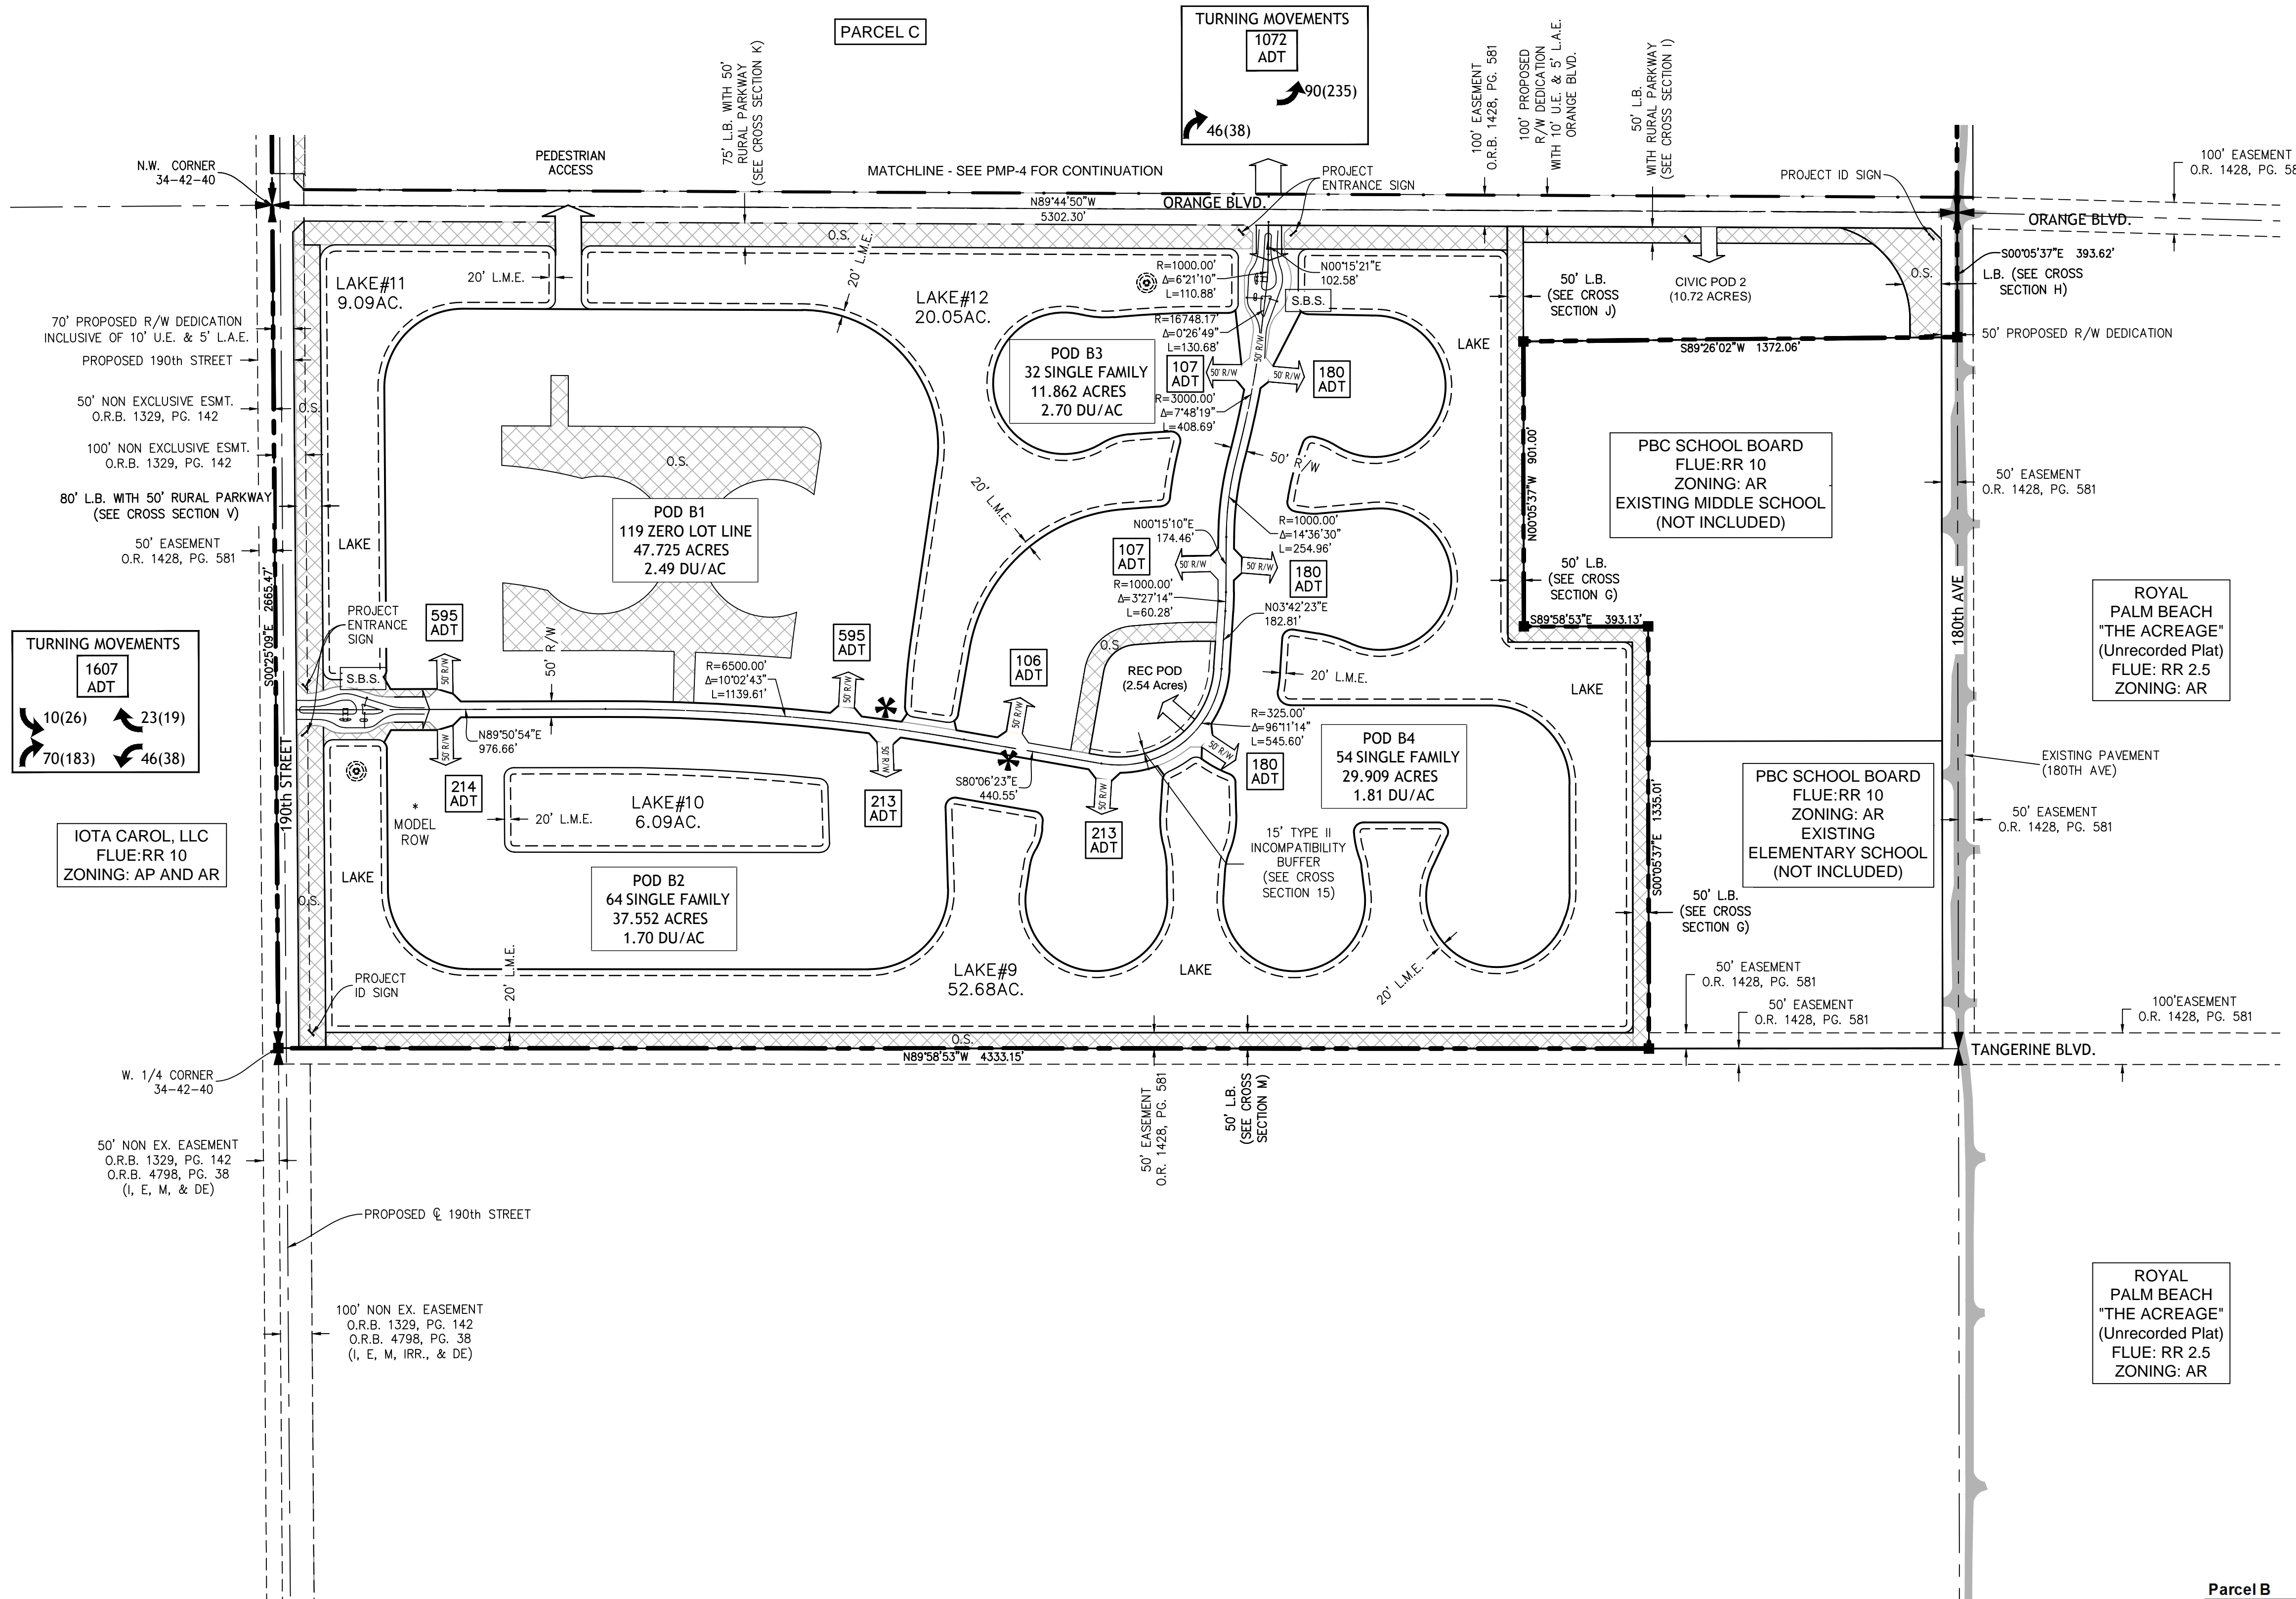 PARCEL C
TURNING MOVEMENTS
1072
ADT
90(235)
46(38)
75' L.B. WITH 50'
RURAL PARKWAY
(SEE CROSS SECTION K)
100' EASEMENT
O.R.B. 1428, PG. 581
100' PROPOSED
R/W DEDICATION
WITH 10' U.E. & 5' L.A.E.
ORANGE BLVD.
50' L.B.
WITH RURAL PARKWAY
(SEE CROSS SECTION I)
N.W. CORNER
34-42-40
PEDESTRIAN
ACCESS
MATCHLINE - SEE PMP-4 FOR CONTINUATION
PROJECT
ENTRANCE SIGN
PROJECT ID SIGN
100' EASEMENT
O.R.B. 1428, PG. 58
N89°44'50"W
5302.30'
ORANGE BLVD.
ORANGE BLVD.
O.S.
S00°05'37"E 393.62'
L.B. (SEE CROSS
SECTION H)
O.S.
LAKE#11
9.09AC.
20' L.M.E.
20' L.M.E.
LAKE#12
20.05AC.
R=1000.00'
Δ=6°21'10"
L=110.88'
N00°15'21"E
102.58'
S.B.S.
50' L.B.
(SEE CROSS
SECTION J)
CIVIC POD 2
(10.72 ACRES)
70' PROPOSED R/W DEDICATION
INCLUSIVE OF 10' U.E. & 5' L.A.E.
PROPOSED 190th STREET
R=16748.17'
Δ=0°26'49"
L=130.68'
50' R/W
LAKE
50' PROPOSED R/W DEDICATION
S89°26'02"W 1372.06'
POD B3
32 SINGLE FAMILY
11.862 ACRES
2.70 DU/AC
107
ADT
50' R/W
50' R/W
180
ADT
50' NON EXCLUSIVE ESMT.
O.R.B. 1329, PG. 142
O.S.
R=3000.00'
Δ=7°48'19"
L=408.69'
100' NON EXCLUSIVE ESMT.
O.R.B. 1329, PG. 142
O.S.
50' R/W
N00°05'37"W 901.00'
PBC SCHOOL BOARD
FLUE:RR 10
ZONING: AR
EXISTING MIDDLE SCHOOL
(NOT INCLUDED)
50' EASEMENT
O.R. 1428, PG. 581
80' L.B. WITH 50' RURAL PARKWAY
(SEE CROSS SECTION V)
20' L.M.E.
POD B1
119 ZERO LOT LINE
47.725 ACRES
2.49 DU/AC
N00°15'10"E
174.46'
R=1000.00'
Δ=14°36'30"
L=254.96'
50' EASEMENT
O.R. 1428, PG. 581
LAKE
107
ADT
50' R/W
50' R/W
180
ADT
50' L.B.
(SEE CROSS
SECTION G)
S00°25'09"E 2665.47'
R=1000.00'
Δ=3°27'14"
L=60.28'
N03°42'23"E
182.81'
180th AVE
ROYAL
PALM BEACH
"THE ACREAGE"
(Unrecorded Plat)
FLUE: RR 2.5
ZONING: AR
PROJECT
ENTRANCE
SIGN
595
ADT
S89°58'53"E 393.13'
TURNING MOVEMENTS
1607
ADT
10(26)
23(19)
70(183)
46(38)
595
ADT
106
ADT
O.S.
REC POD
(2.54 Acres)
S.B.S.
50' R/W
50' R/W
R=6500.00'
Δ=10°02'43"
L=1139.61'
50' R/W
50' R/W
20' L.M.E.
LAKE
R=325.00'
Δ=96°11'14"
L=545.60'
N89°50'54"E
976.66'
50' R/W
50' R/W
50' R/W
190th STREET
POD B4
54 SINGLE FAMILY
29.909 ACRES
1.81 DU/AC
180
ADT
EXISTING PAVEMENT
(180TH AVE)
214
ADT
213
ADT
S80°06'23"E
440.55'
50' R/W
213
ADT
PBC SCHOOL BOARD
FLUE:RR 10
ZONING: AR
EXISTING
ELEMENTARY SCHOOL
(NOT INCLUDED)
*
MODEL
ROW
20' L.M.E.
LAKE#10
6.09AC.
IOTA CAROL, LLC
FLUE:RR 10
ZONING: AP AND AR
15' TYPE II
INCOMPATIBILITY
BUFFER
(SEE CROSS
SECTION 15)
50' EASEMENT
O.R. 1428, PG. 581
S00°05'37"E 1335.01'
LAKE
O.S.
POD B2
64 SINGLE FAMILY
37.552 ACRES
1.70 DU/AC
50' L.B.
(SEE CROSS
SECTION G)
PROJECT
ID SIGN
20' L.M.E.
LAKE#9
52.68AC.
LAKE
20' L.M.E.
50' EASEMENT
O.R. 1428, PG. 581
50' EASEMENT
O.R. 1428, PG. 581
100'EASEMENT
O.R. 1428, PG. 581
O.S.
N89°58'53"W 4333.15'
TANGERINE BLVD.
W. 1/4 CORNER
34-42-40
50' EASEMENT
O.R. 1428, PG. 581
50' L.B.
(SEE CROSS
SECTION M)
50' NON EX. EASEMENT
O.R.B. 1329, PG. 142
O.R.B. 4798, PG. 38
(I, E, M, & DE)
PROPOSED ℄ 190th STREET
100' NON EX. EASEMENT
O.R.B. 1329, PG. 142
O.R.B. 4798, PG. 38
(I, E, M, IRR., & DE)
ROYAL
PALM BEACH
"THE ACREAGE"
(Unrecorded Plat)
FLUE: RR 2.5
ZONING: AR
Parcel B